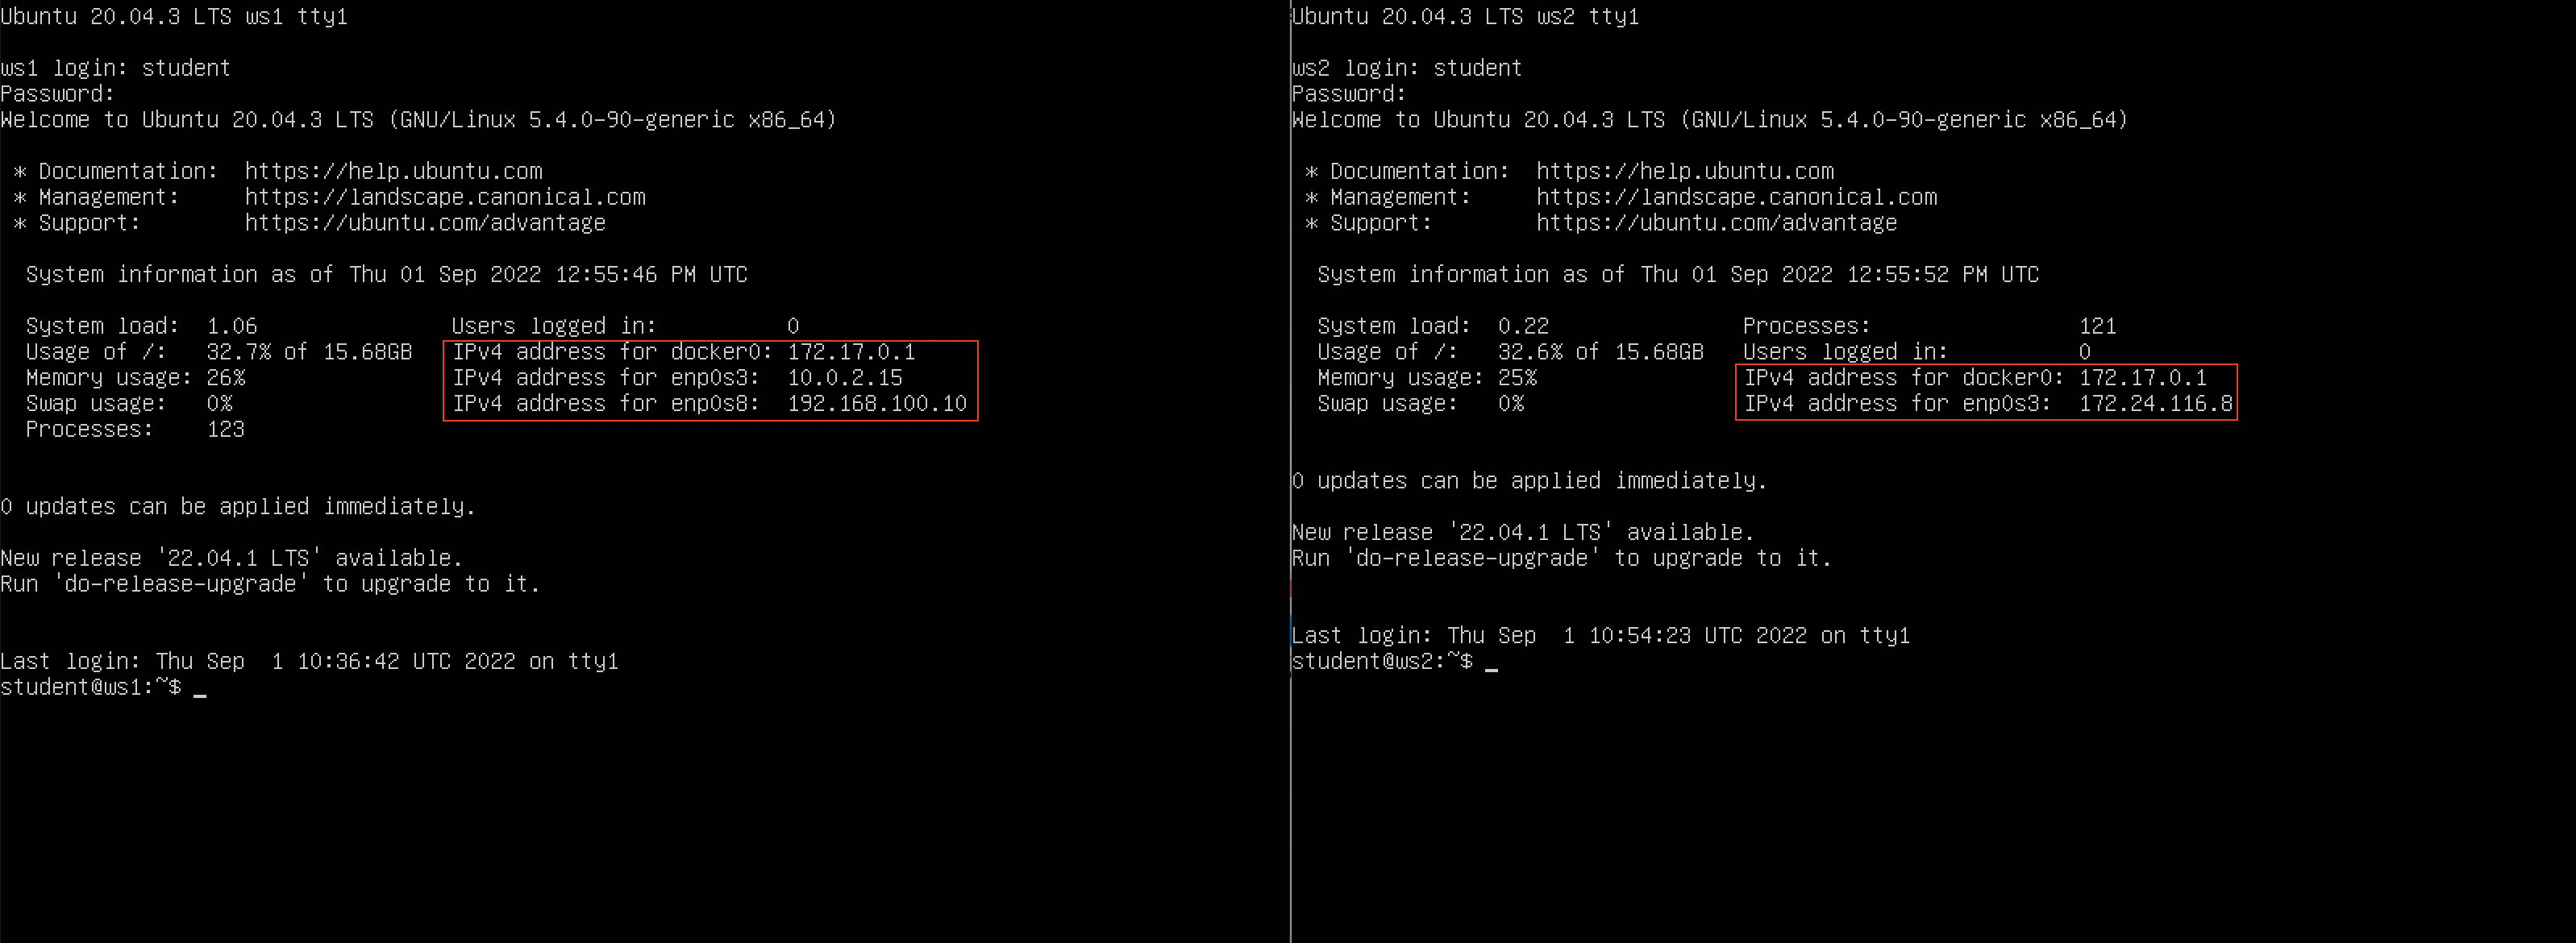 Ubuntu 20.04.3 LTS ws1 tty1
ws1 login: student
Password:
Welcome to Ubuntu 20.04.3 LTS (GNU/Linux 5.4.0-90-generic x86_64)
* Documentation:  https://help.ubuntu.com
* Management:     https://landscape.canonical.com
* Support:        https://ubuntu.com/advantage
System information as of Thu 01 Sep 2022 12:55:46 PM UTC
System load:  1.06               Users logged in:          0
Usage of /:   32.7% of 15.68GB   IPv4 address for docker0: 172.17.0.1
Memory usage: 26%                IPv4 address for enp0s3:  10.0.2.15
Swap usage:   0%                 IPv4 address for enp0s8:  192.168.100.10
Processes:    123
0 updates can be applied immediately.
New release '22.04.1 LTS' available.
Run 'do-release-upgrade' to upgrade to it.
Last login: Thu Sep  1 10:36:42 UTC 2022 on tty1
student@ws1:~$ _
Ubuntu 20.04.3 LTS ws2 tty1
ws2 login: student
Password:
Welcome to Ubuntu 20.04.3 LTS (GNU/Linux 5.4.0-90-generic x86_64)
* Documentation:  https://help.ubuntu.com
* Management:     https://landscape.canonical.com
* Support:        https://ubuntu.com/advantage
System information as of Thu 01 Sep 2022 12:55:52 PM UTC
System load:  0.22               Processes:                121
Usage of /:   32.6% of 15.68GB   Users logged in:          0
Memory usage: 25%                IPv4 address for docker0: 172.17.0.1
Swap usage:   0%                 IPv4 address for enp0s3:  172.24.116.8
0 updates can be applied immediately.
New release '22.04.1 LTS' available.
Run 'do-release-upgrade' to upgrade to it.
Last login: Thu Sep  1 10:54:23 UTC 2022 on tty1
student@ws2:~$ _